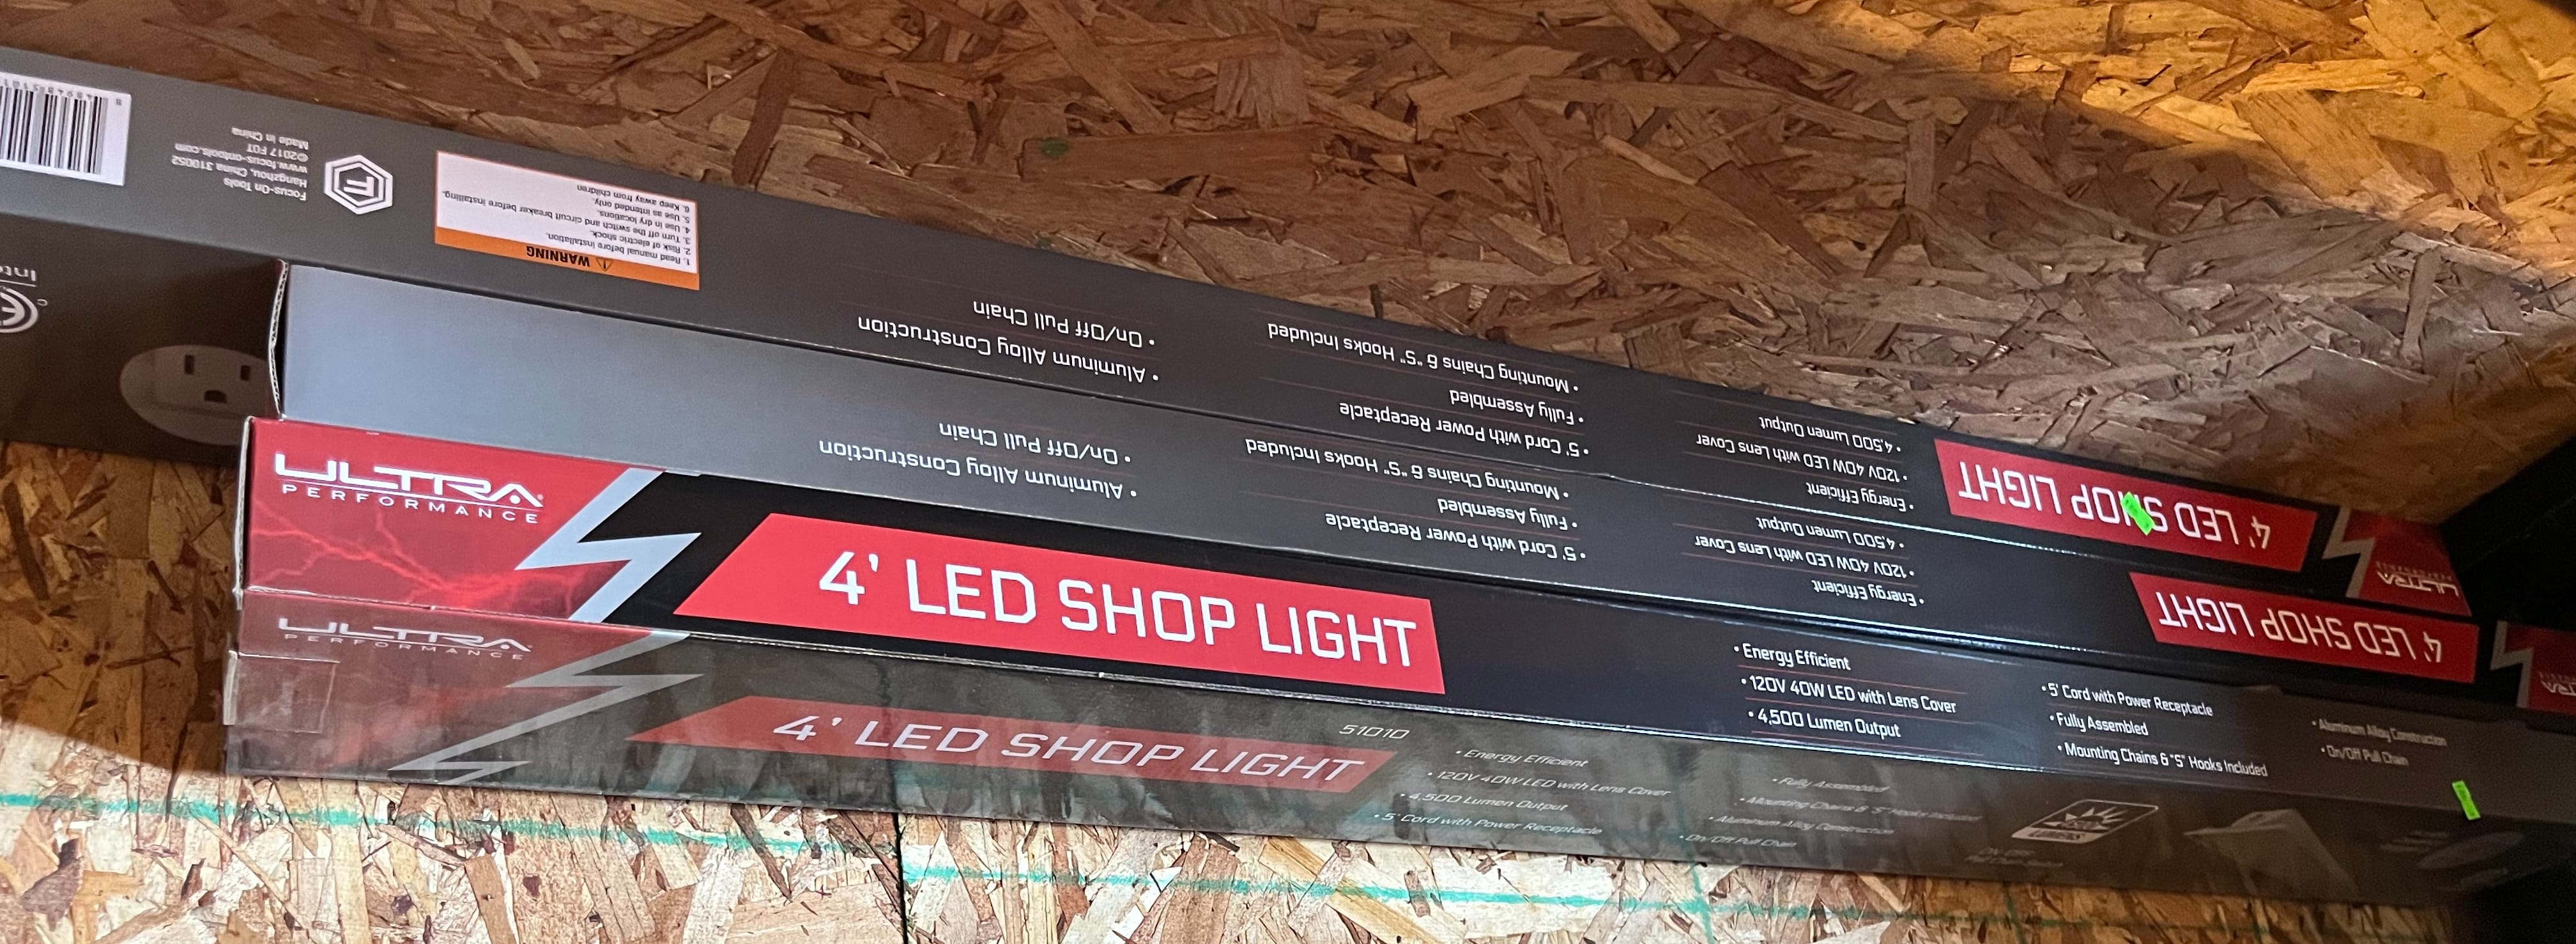 Focus-On Tools
Hangzhou, China 310052
www.focus-ontools.com
©2017 FOT
Made in China
F
WARNING
1. Read manual before installation.
2. Risk of electric shock.
3. Turn off the switch and circuit breaker before installing.
4. Use in dry locations.
5. Use as intended only.
6. Keep away from children
• Aluminum Alloy Construction
• On/Off Pull Chain
• 5' Cord with Power Receptacle
• Fully Assembled
• Mounting Chains & "S" Hooks Included
• Energy Efficient
• 120V 40W LED with Lens Cover
• 4,500 Lumen Output
4' LED SHOP LIGHT
ULTRA
PERFORMANCE
• Aluminum Alloy Construction
• On/Off Pull Chain
• 5' Cord with Power Receptacle
• Fully Assembled
• Mounting Chains & "S" Hooks Included
• Energy Efficient
• 120V 40W LED with Lens Cover
• 4,500 Lumen Output
4' LED SHOP LIGHT
ULTRA
ULTRA
PERFORMANCE
4' LED SHOP LIGHT
• Energy Efficient
• 120V 40W LED with Lens Cover
• 4,500 Lumen Output
• 5' Cord with Power Receptacle
• Fully Assembled
• Mounting Chains & "S" Hooks Included
• Aluminum Alloy Construction
• On/Off Pull Chain
ULTRA
PERFORMANCE
4' LED SHOP LIGHT
51010
• Energy Efficient
• 120V 40W LED with Lens Cover
• 4,500 Lumen Output
• 5' Cord with Power Receptacle
• Fully Assembled
• Mounting Chains & "S" Hooks Included
• Aluminum Alloy Construction
• On/Off Pull Chain